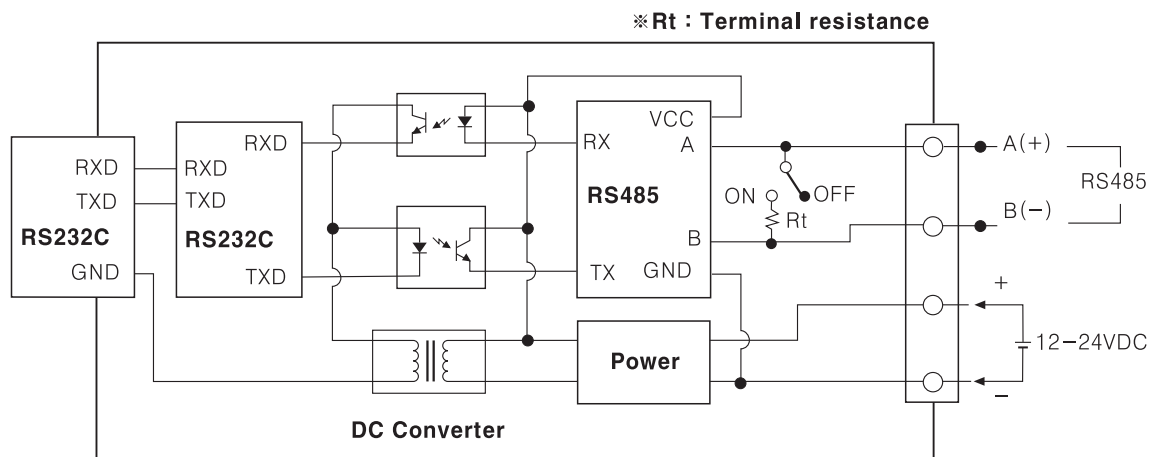 ※Rt : Terminal resistance
RXD
TXD
RS232C
GND
RXD
RXD
TXD
RS232C
TXD
VCC
A
RX
RS485
B
TX
GND
ON
OFF
Rt
A(+)
RS485
B(-)
+
12-24VDC
-
Power
DC Converter